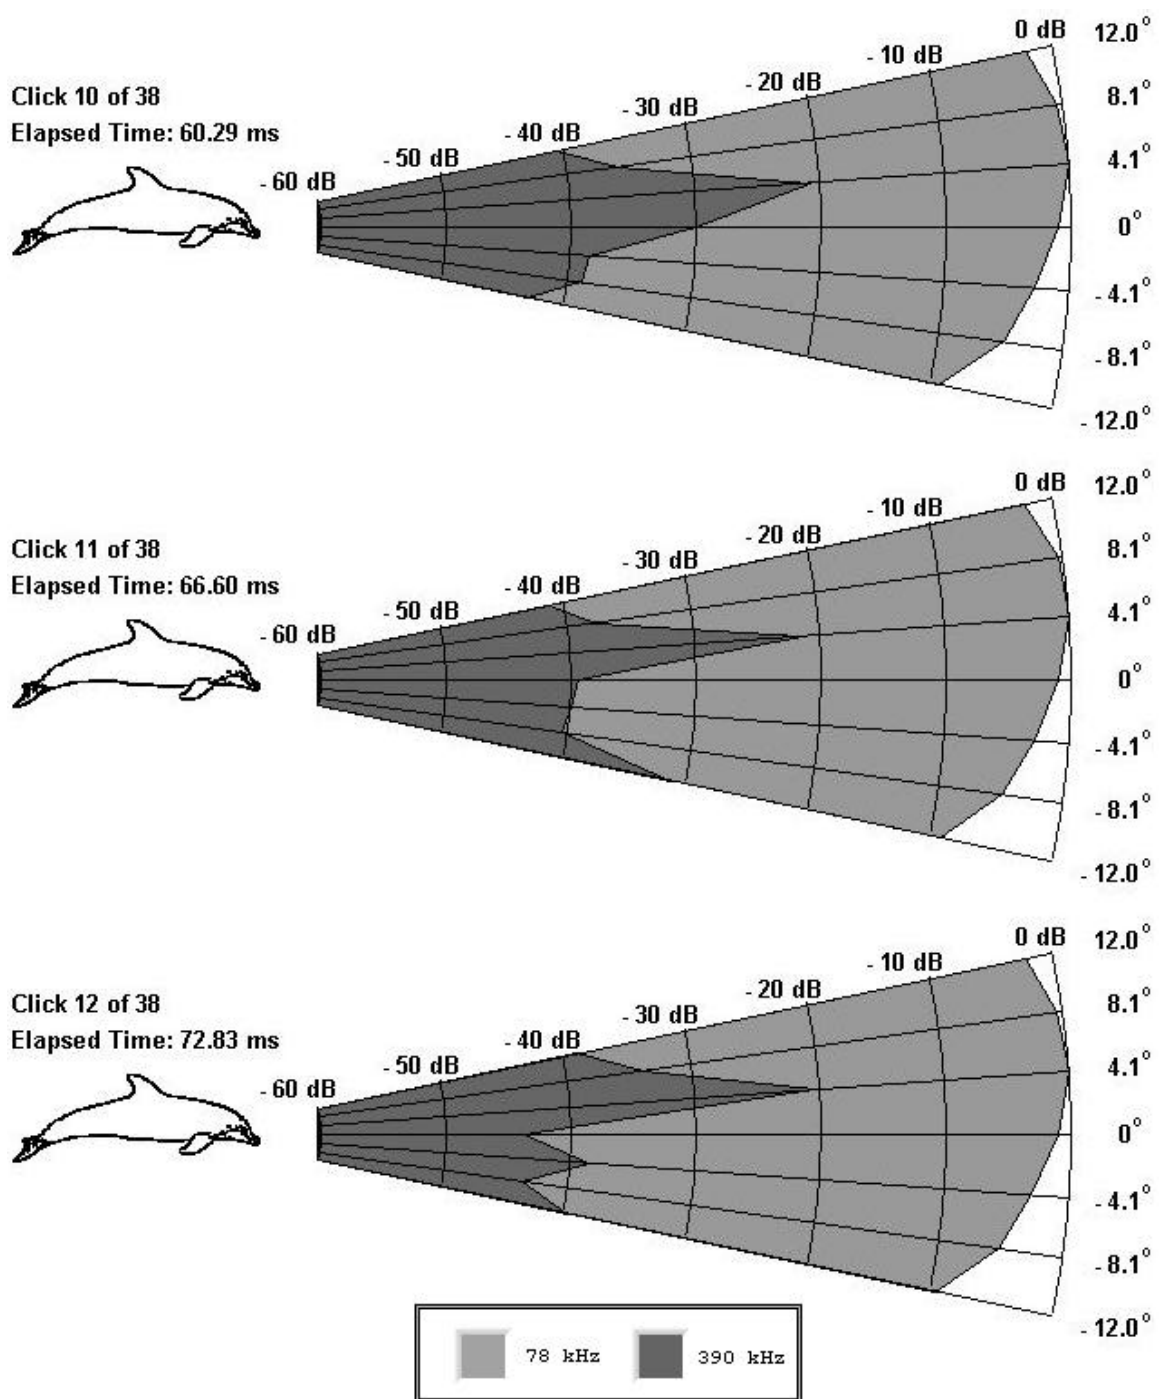 Click 10 of 38
Elapsed Time: 60.29 ms
- 60 dB
- 50 dB
- 40 dB
- 30 dB
- 20 dB
- 10 dB
0 dB
12.0°
8.1°
4.1°
0°
- 4.1°
- 8.1°
- 12.0°
Click 11 of 38
Elapsed Time: 66.60 ms
- 60 dB
- 50 dB
- 40 dB
- 30 dB
- 20 dB
- 10 dB
0 dB
12.0°
8.1°
4.1°
0°
- 4.1°
- 8.1°
- 12.0°
Click 12 of 38
Elapsed Time: 72.83 ms
- 60 dB
- 50 dB
- 40 dB
- 30 dB
- 20 dB
- 10 dB
0 dB
12.0°
8.1°
4.1°
0°
- 4.1°
- 8.1°
- 12.0°
78 kHz
390 kHz